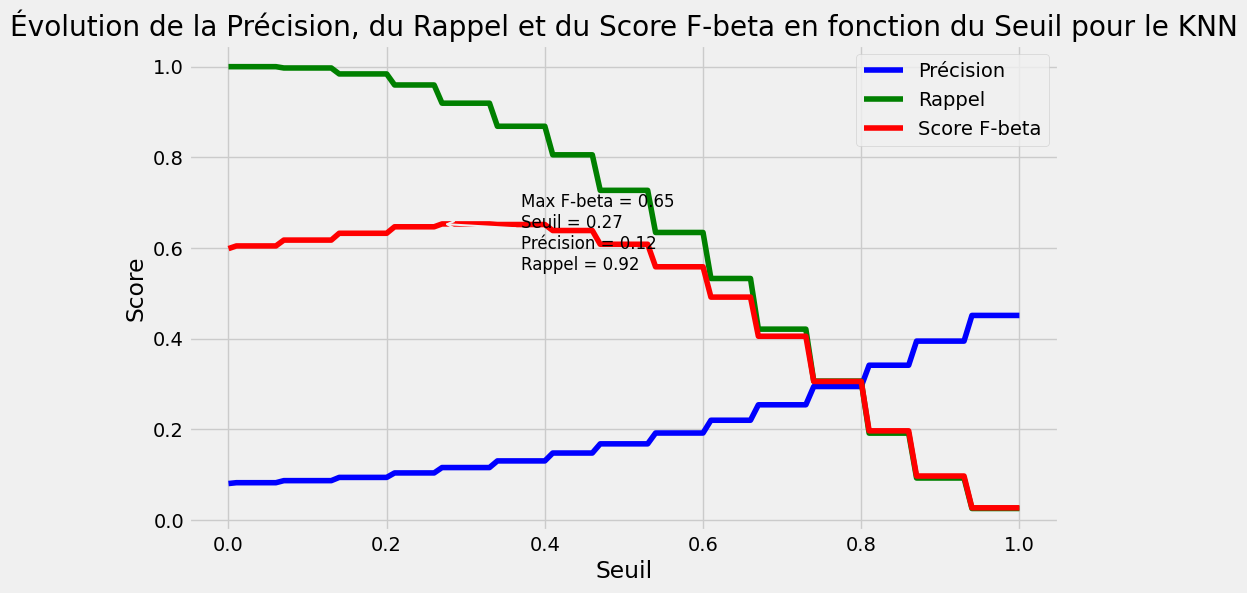 Évolution de la Précision, du Rappel et du Score F-beta en fonction du Seuil pour le KNN
Précision
Rappel
Score F-beta
Max F-beta = 0.65
Seuil = 0.27
Précision = 0.12
Rappel = 0.92
Score
1.0
0.8
0.6
0.4
0.2
0.0
0.0 0.2 0.4 0.6 0.8 1.0
Seuil